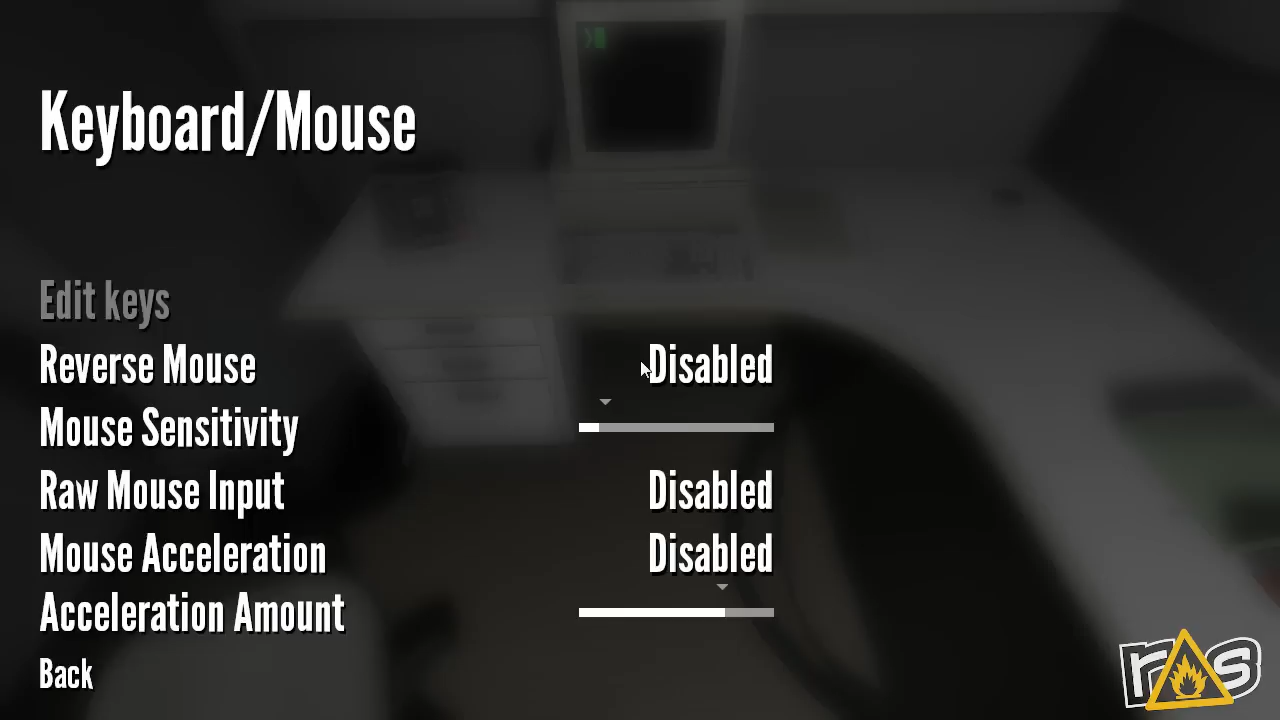 Keyboard/Mouse
Edit keys
Reverse Mouse Disabled
Mouse Sensitivity
Raw Mouse Input Disabled
Mouse Acceleration Disabled
Acceleration Amount
Back